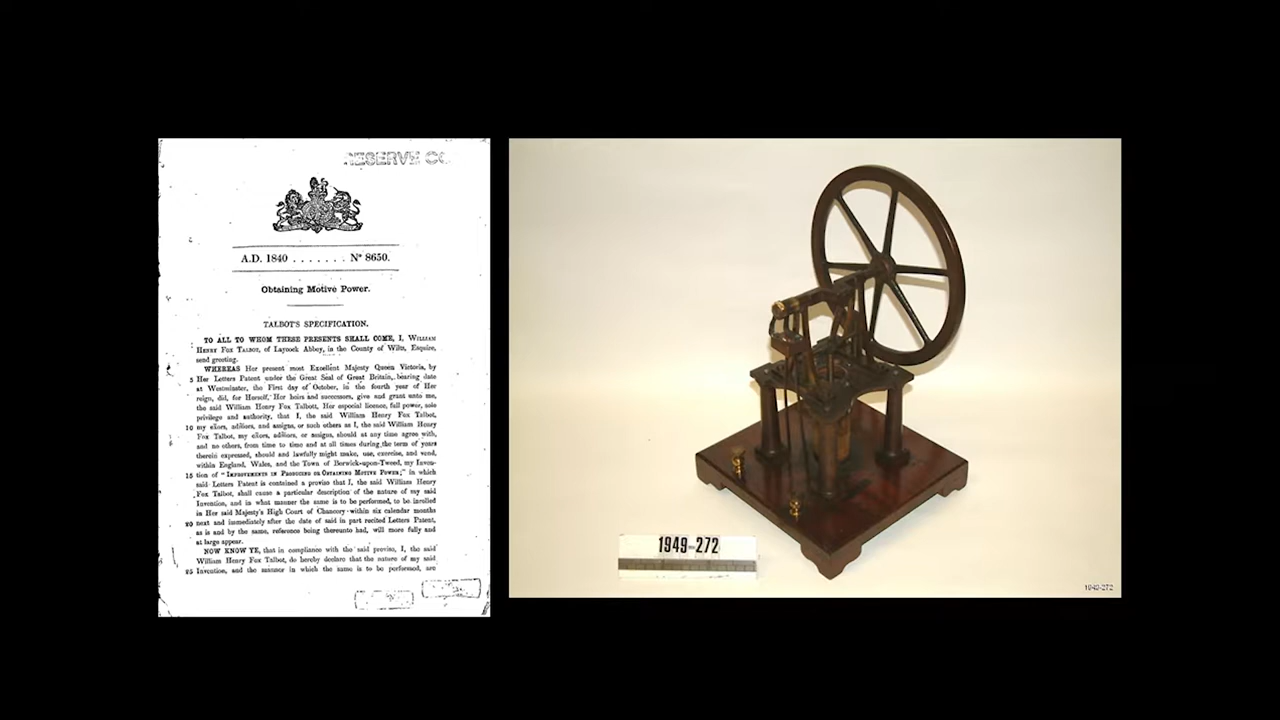 RESERVE CO
A.D. 1840 . . . . . . . Nº 8650.
Obtaining Motive Power.
TALBOT'S SPECIFICATION.
TO ALL TO WHOM THESE PRESENTS SHALL COME, I, WILLIAM
HENRY FOX TALBOT, of Laycock Abbey, in the County of Wilts, Esquire,
send greeting.
WHEREAS Her present most Excellent Majesty Queen Victoria, by
5 Her Letters Patent under the Great Seal of Great Britain, bearing date
at Westminster, the First day of October, in the fourth year of Her
reign, did, for Herself, Her heirs and successors, give and grant unto me,
the said William Henry Fox Talbott, Her especial licence, full power, sole
privilege and authority, that I, the said William Henry Fox Talbot,
10 my exors, admors, and assigns, or such others as I, the said William Henry
Fox Talbot, my exors, admors, or assigns, should at any time agree with,
and no others, from time to time and at all times during the term of years
therein expressed, should and lawfully might make, use, exercise, and vend,
within England, Wales, and the Town of Berwick-upon-Tweed, my Inven-
15 tion of "IMPROVEMENTS IN PRODUCING OR OBTAINING MOTIVE POWER;" in which
said Letters Patent is contained a proviso that I, the said William Henry
Fox Talbot, shall cause a particular description of the nature of my said
Invention, and in what manner the same is to be performed, to be inrolled
in Her said Majesty's High Court of Chancery within six calendar months
20 next and immediately after the date of said in part recited Letters Patent,
as is and by the same, reference being thereunto had, will more fully and
at large appear.
NOW KNOW YE, that in compliance with the said proviso, I, the said
William Henry Fox Talbot, do hereby declare that the nature of my said
25 Invention, and the manner in which the same is to be performed, are
1949-272
1949-272